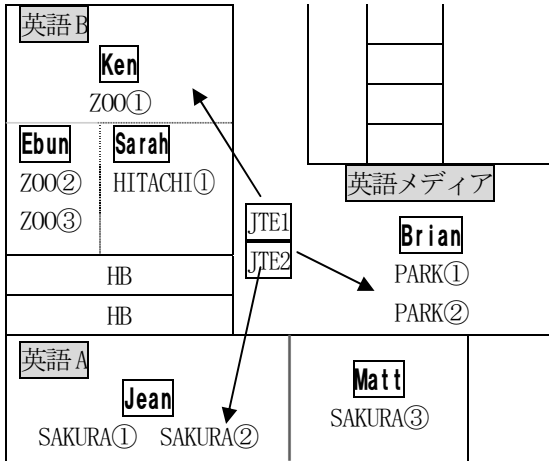 英語B
Ken
ZOO①
Ebun
ZOO②
ZOO③
Sarah
HITACHI①
HB
HB
JTE1
JTE2
英語メディア
Brian
PARK①
PARK②
英語A
Jean
SAKURA① SAKURA②
Matt
SAKURA③